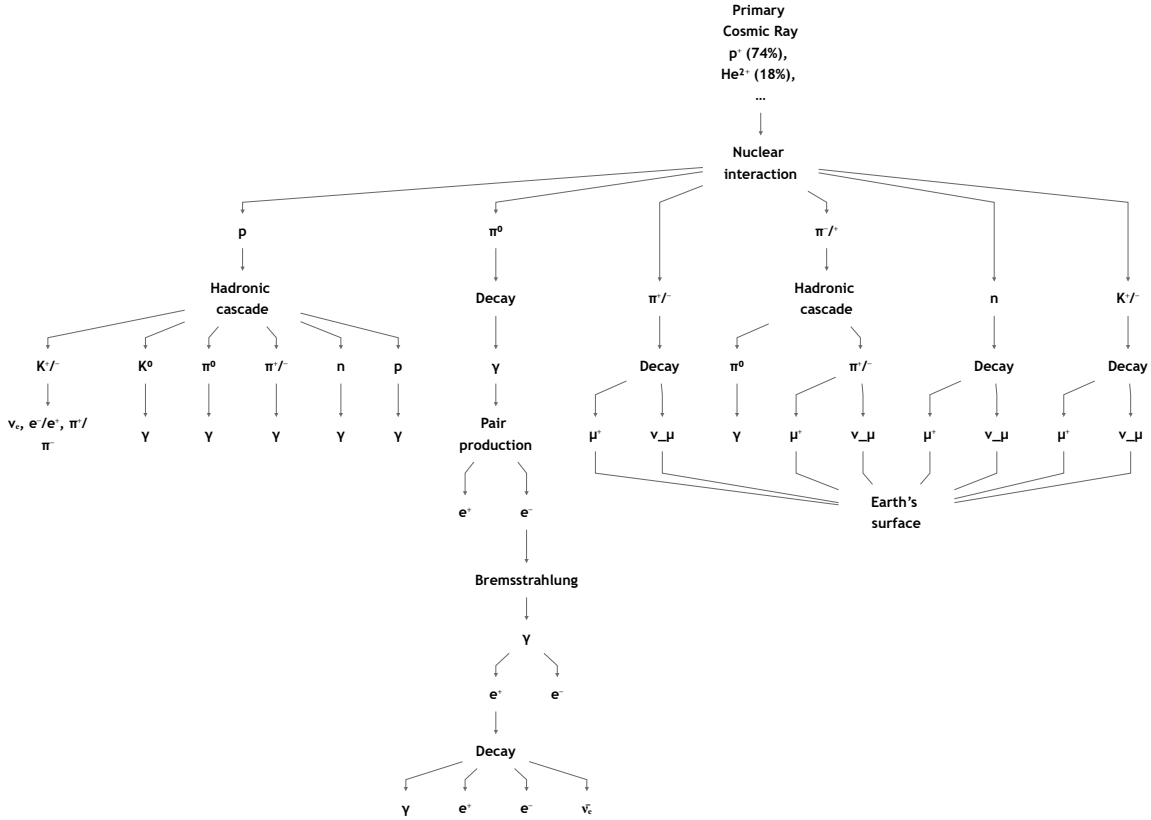 Primary
Cosmic Ray
p⁺ (74%),
He²⁺ (18%),
...
Nuclear
interaction
p
π⁰
π⁻/⁺
Hadronic
cascade
Decay
π⁺/⁻
Hadronic
cascade
n
K⁺/⁻
K⁺/⁻
K⁰
π⁰
π⁺/⁻
n
p
γ
Decay
π⁰
π⁺/⁻
Decay
Decay
νₑ, e⁻/e⁺, π⁺/
π⁻
γ
γ
γ
γ
γ
Pair
production
μ⁺
ν_μ
γ
μ⁺
ν_μ
μ⁺
ν_μ
μ⁺
ν_μ
e⁺
e⁻
Earth's
surface
Bremsstrahlung
γ
e⁺
e⁻
Decay
γ
e⁺
e⁻
ν̄ₑ